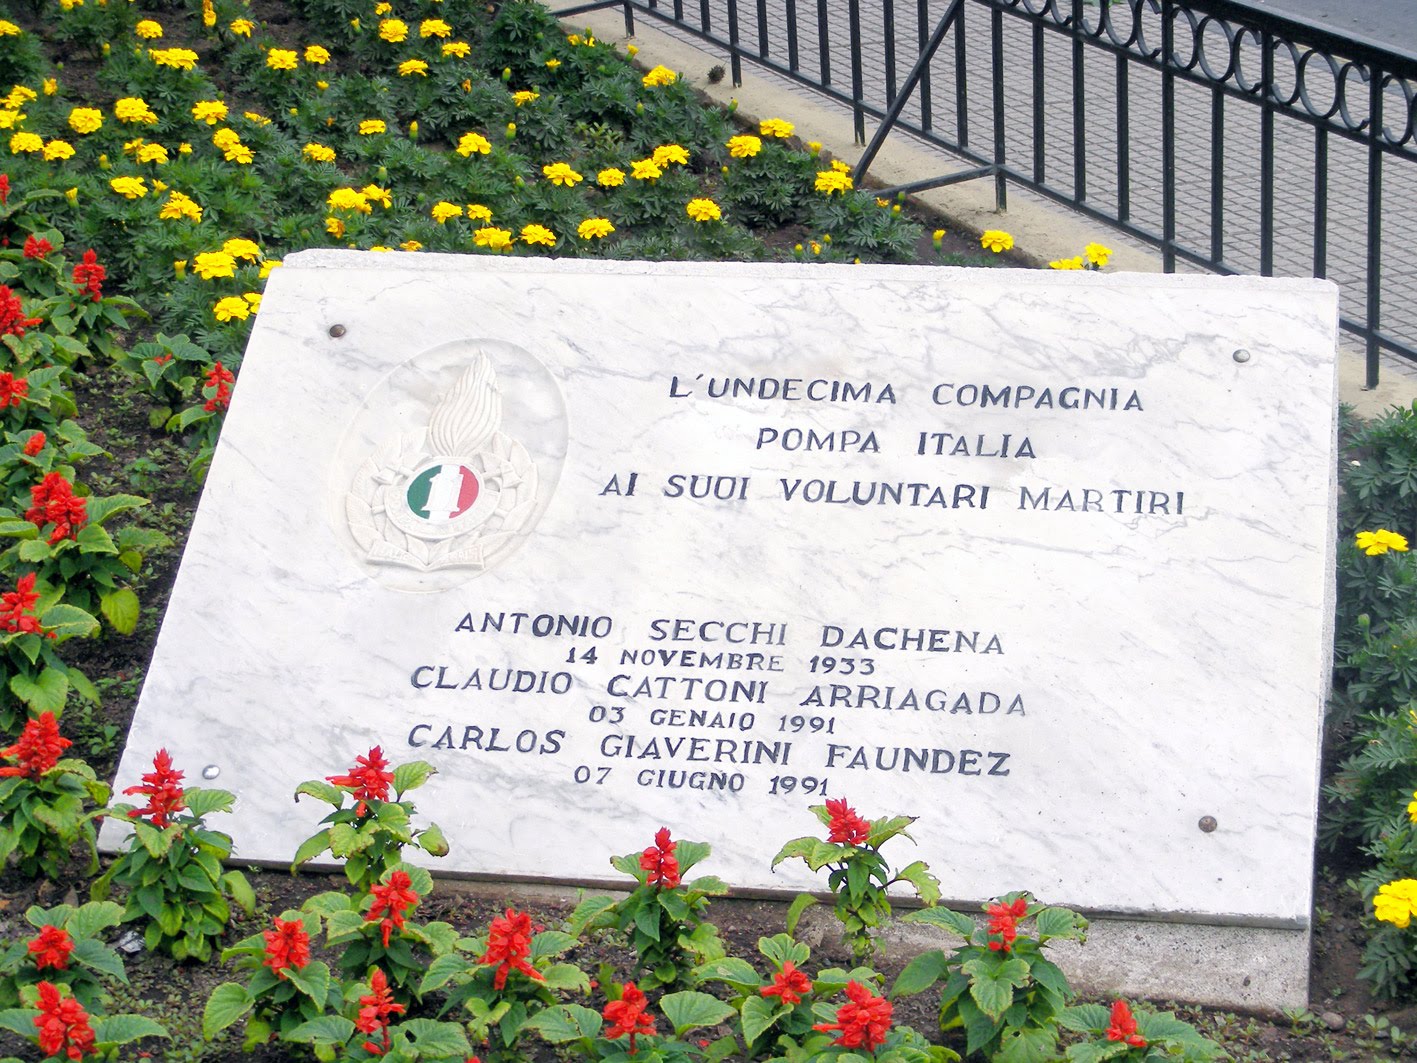 L'UNDECIMA COMPAGNIA
POMPA ITALIA
AI SUOI VOLUNTARI MARTIRI
11
ANTONIO SECCHI DACHENA
14 NOVEMBRE 1933
CLAUDIO CATTONI ARRIAGADA
03 GENAIO 1991
CARLOS GIAVERINI FAUNDEZ
07 GIUGNO 1991